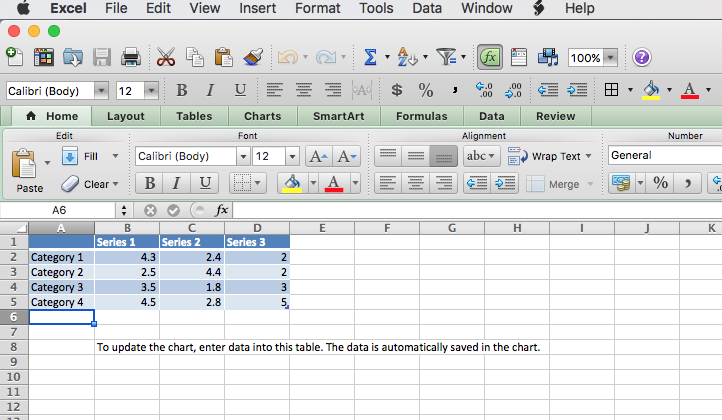 Excel File Edit View Insert Format Tools Data Window Help
fx 100% ?
Calibri (Body) 12 B I U $ % , .0 .00 .00 .0 A
Home Layout Tables Charts SmartArt Formulas Data Review
Edit Font Alignment Number
Fill Calibri (Body) 12 A A abc Wrap Text General
Paste Clear B I U A Merge % ,
A6 fx
A B C D E F G H I J K
1 Series 1 Series 2 Series 3
2 Category 1 4.3 2.4 2
3 Category 2 2.5 4.4 2
4 Category 3 3.5 1.8 3
5 Category 4 4.5 2.8 5
6
7
8 To update the chart, enter data into this table. The data is automatically saved in the chart.
9
10
11
12